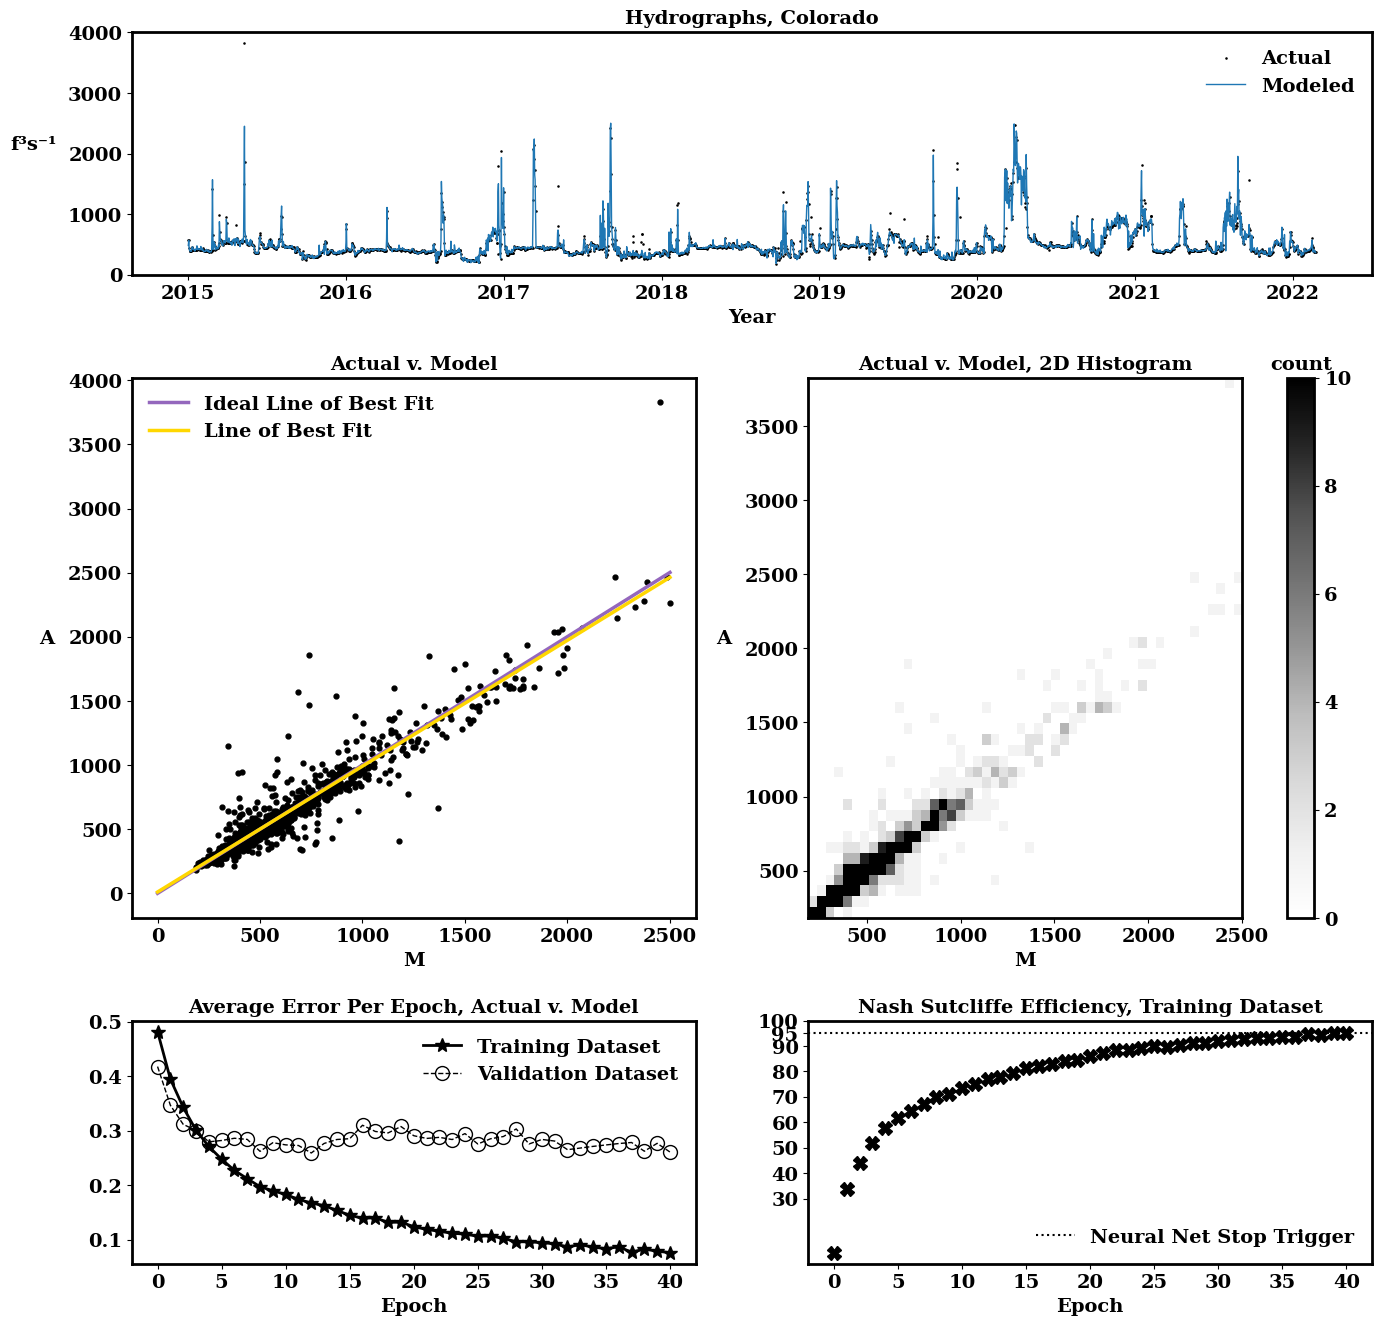 Hydrographs, Colorado
4000
3000
f³s⁻¹
2000
1000
0
Actual
Modeled
2015 2016 2017 2018 2019 2020 2021 2022
Year
Actual v. Model
4000
3500
3000
2500
A
2000
1500
1000
500
0
Ideal Line of Best Fit
Line of Best Fit
0 500 1000 1500 2000 2500
M
Actual v. Model, 2D Histogram
3500
3000
2500
A
2000
1500
1000
500
500 1000 1500 2000 2500
M
count
10
8
6
4
2
0
Average Error Per Epoch, Actual v. Model
0.5
0.4
0.3
0.2
0.1
Training Dataset
Validation Dataset
0 5 10 15 20 25 30 35 40
Epoch
Nash Sutcliffe Efficiency, Training Dataset
100
95
90
80
70
60
50
40
30
Neural Net Stop Trigger
0 5 10 15 20 25 30 35 40
Epoch